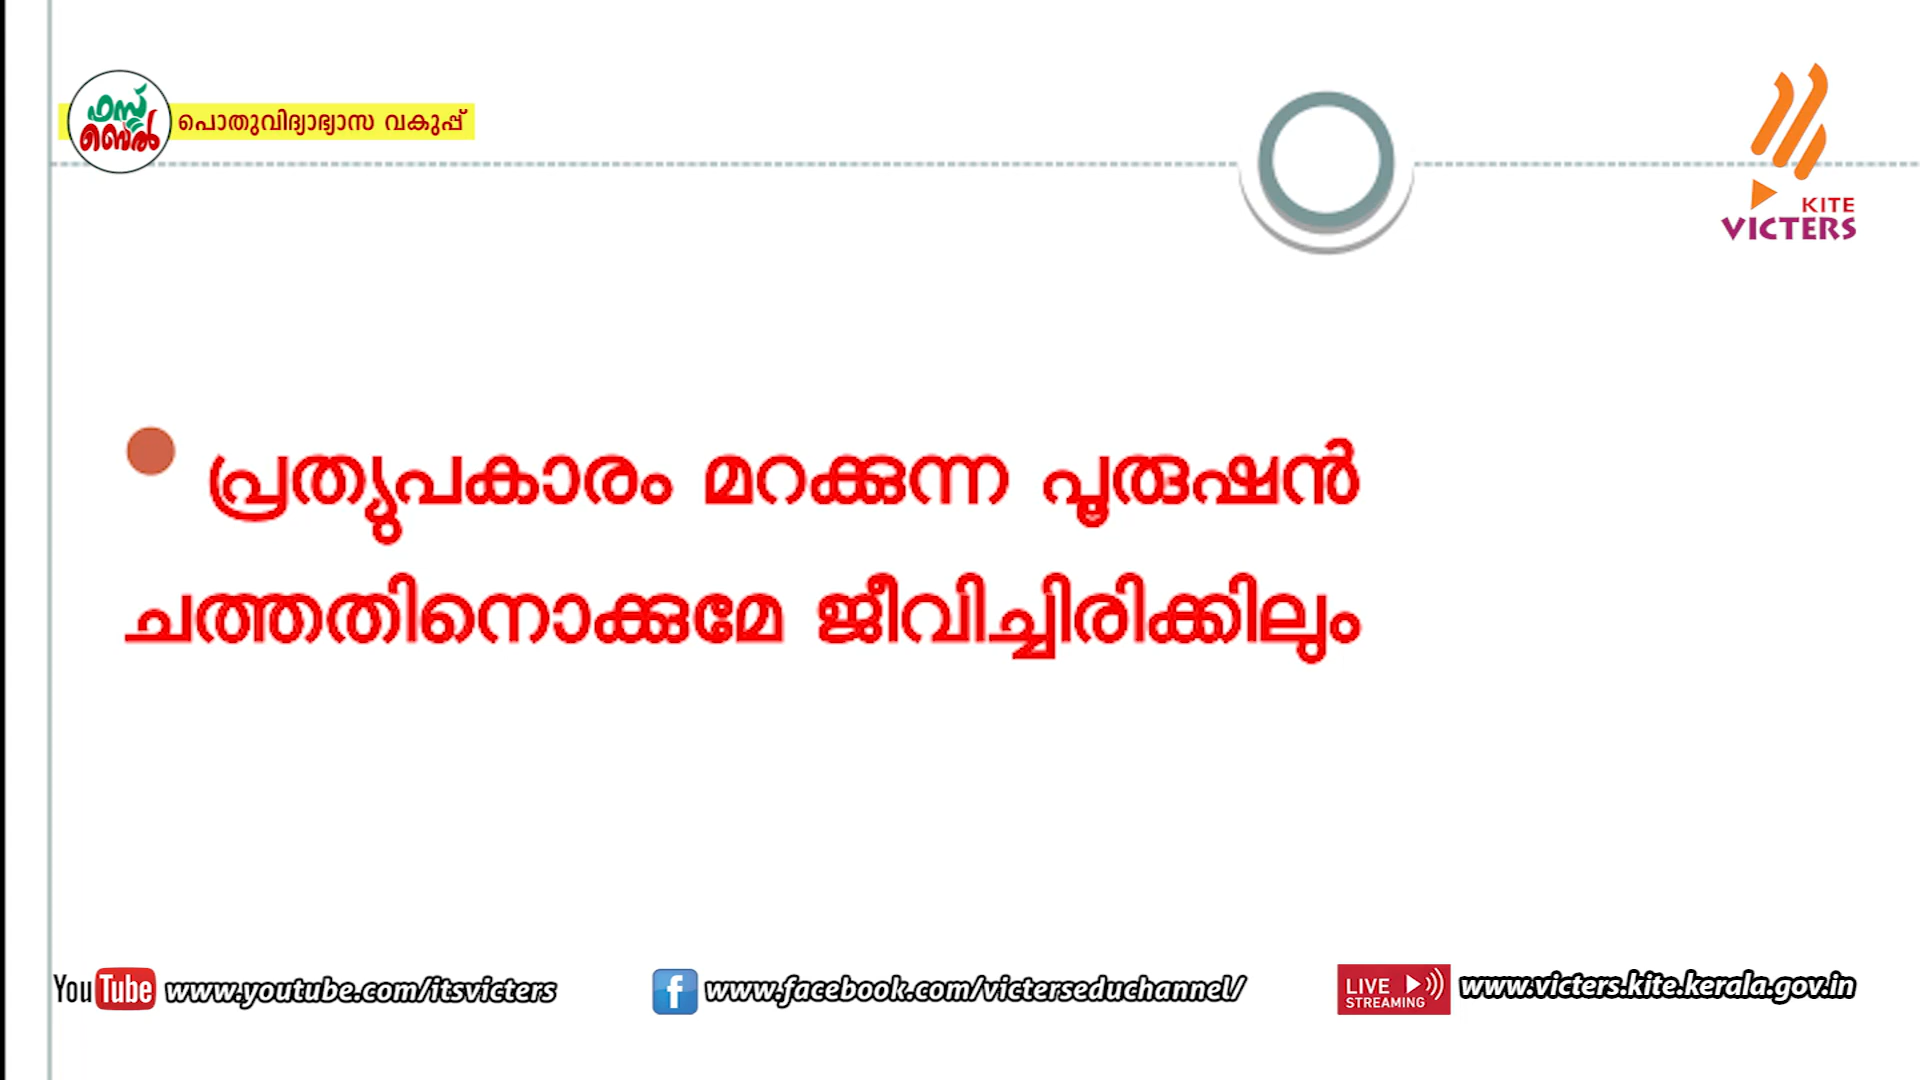 ഫസ്റ്റ്
ബെൽ
പൊതുവിദ്യാഭ്യാസ വകുപ്പ്
KITE
VICTERS
പ്രത്യുപകാരം മറക്കുന്ന പൂരുഷൻ
ചത്തതിനൊക്കുമേ ജീവിച്ചിരിക്കിലും
YouTube www.youtube.com/itsvicters
f www.facebook.com/victerseduchannel/
LIVE
STREAMING
www.victers.kite.kerala.gov.in